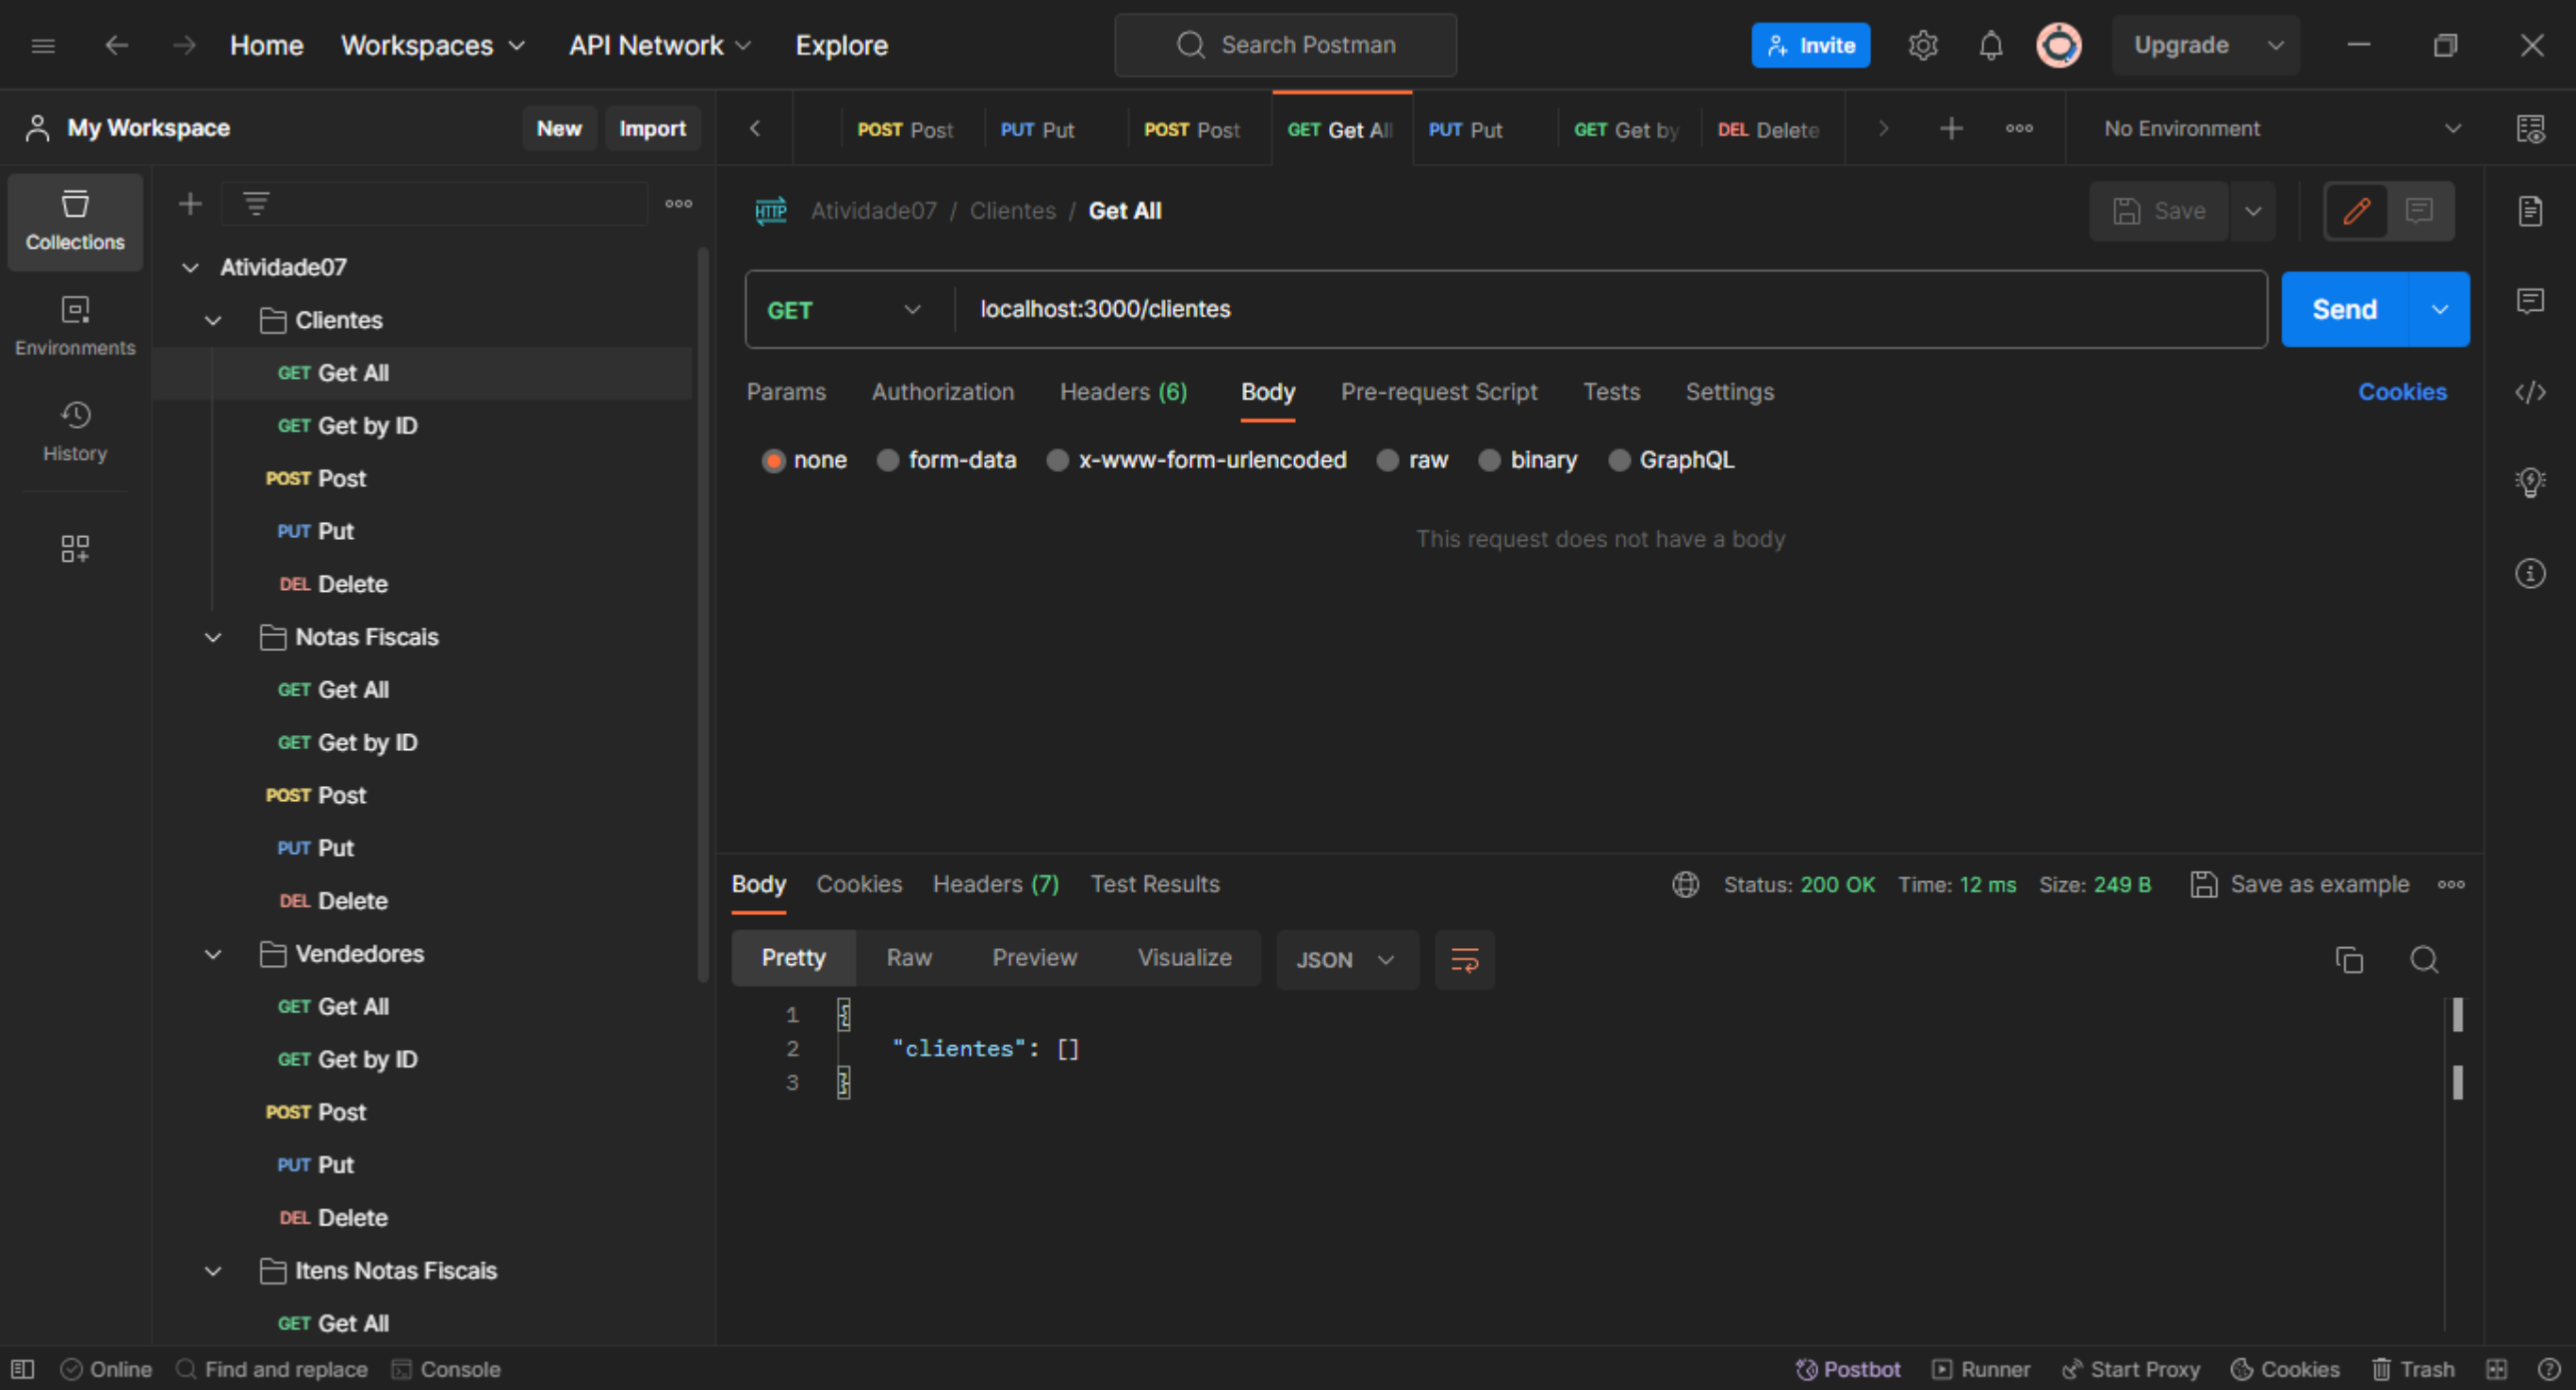 Home Workspaces API Network Explore Search Postman Invite Upgrade
My Workspace New Import
POST Post PUT Put POST Post GET Get All PUT Put GET Get by DEL Delete No Environment
Collections
Environments
History
Atividade07
Clientes
GET Get All
GET Get by ID
POST Post
PUT Put
DEL Delete
Notas Fiscais
GET Get All
GET Get by ID
POST Post
PUT Put
DEL Delete
Vendedores
GET Get All
GET Get by ID
POST Post
PUT Put
DEL Delete
Itens Notas Fiscais
GET Get All
HTTP Atividade07 / Clientes / Get All Save
GET localhost:3000/clientes Send
Params Authorization Headers (6) Body Pre-request Script Tests Settings Cookies
none form-data x-www-form-urlencoded raw binary GraphQL
This request does not have a body
Body Cookies Headers (7) Test Results Status: 200 OK Time: 12 ms Size: 249 B Save as example
Pretty Raw Preview Visualize JSON
1 {
2 "clientes": []
3 }
Online Find and replace Console Postbot Runner Start Proxy Cookies Trash